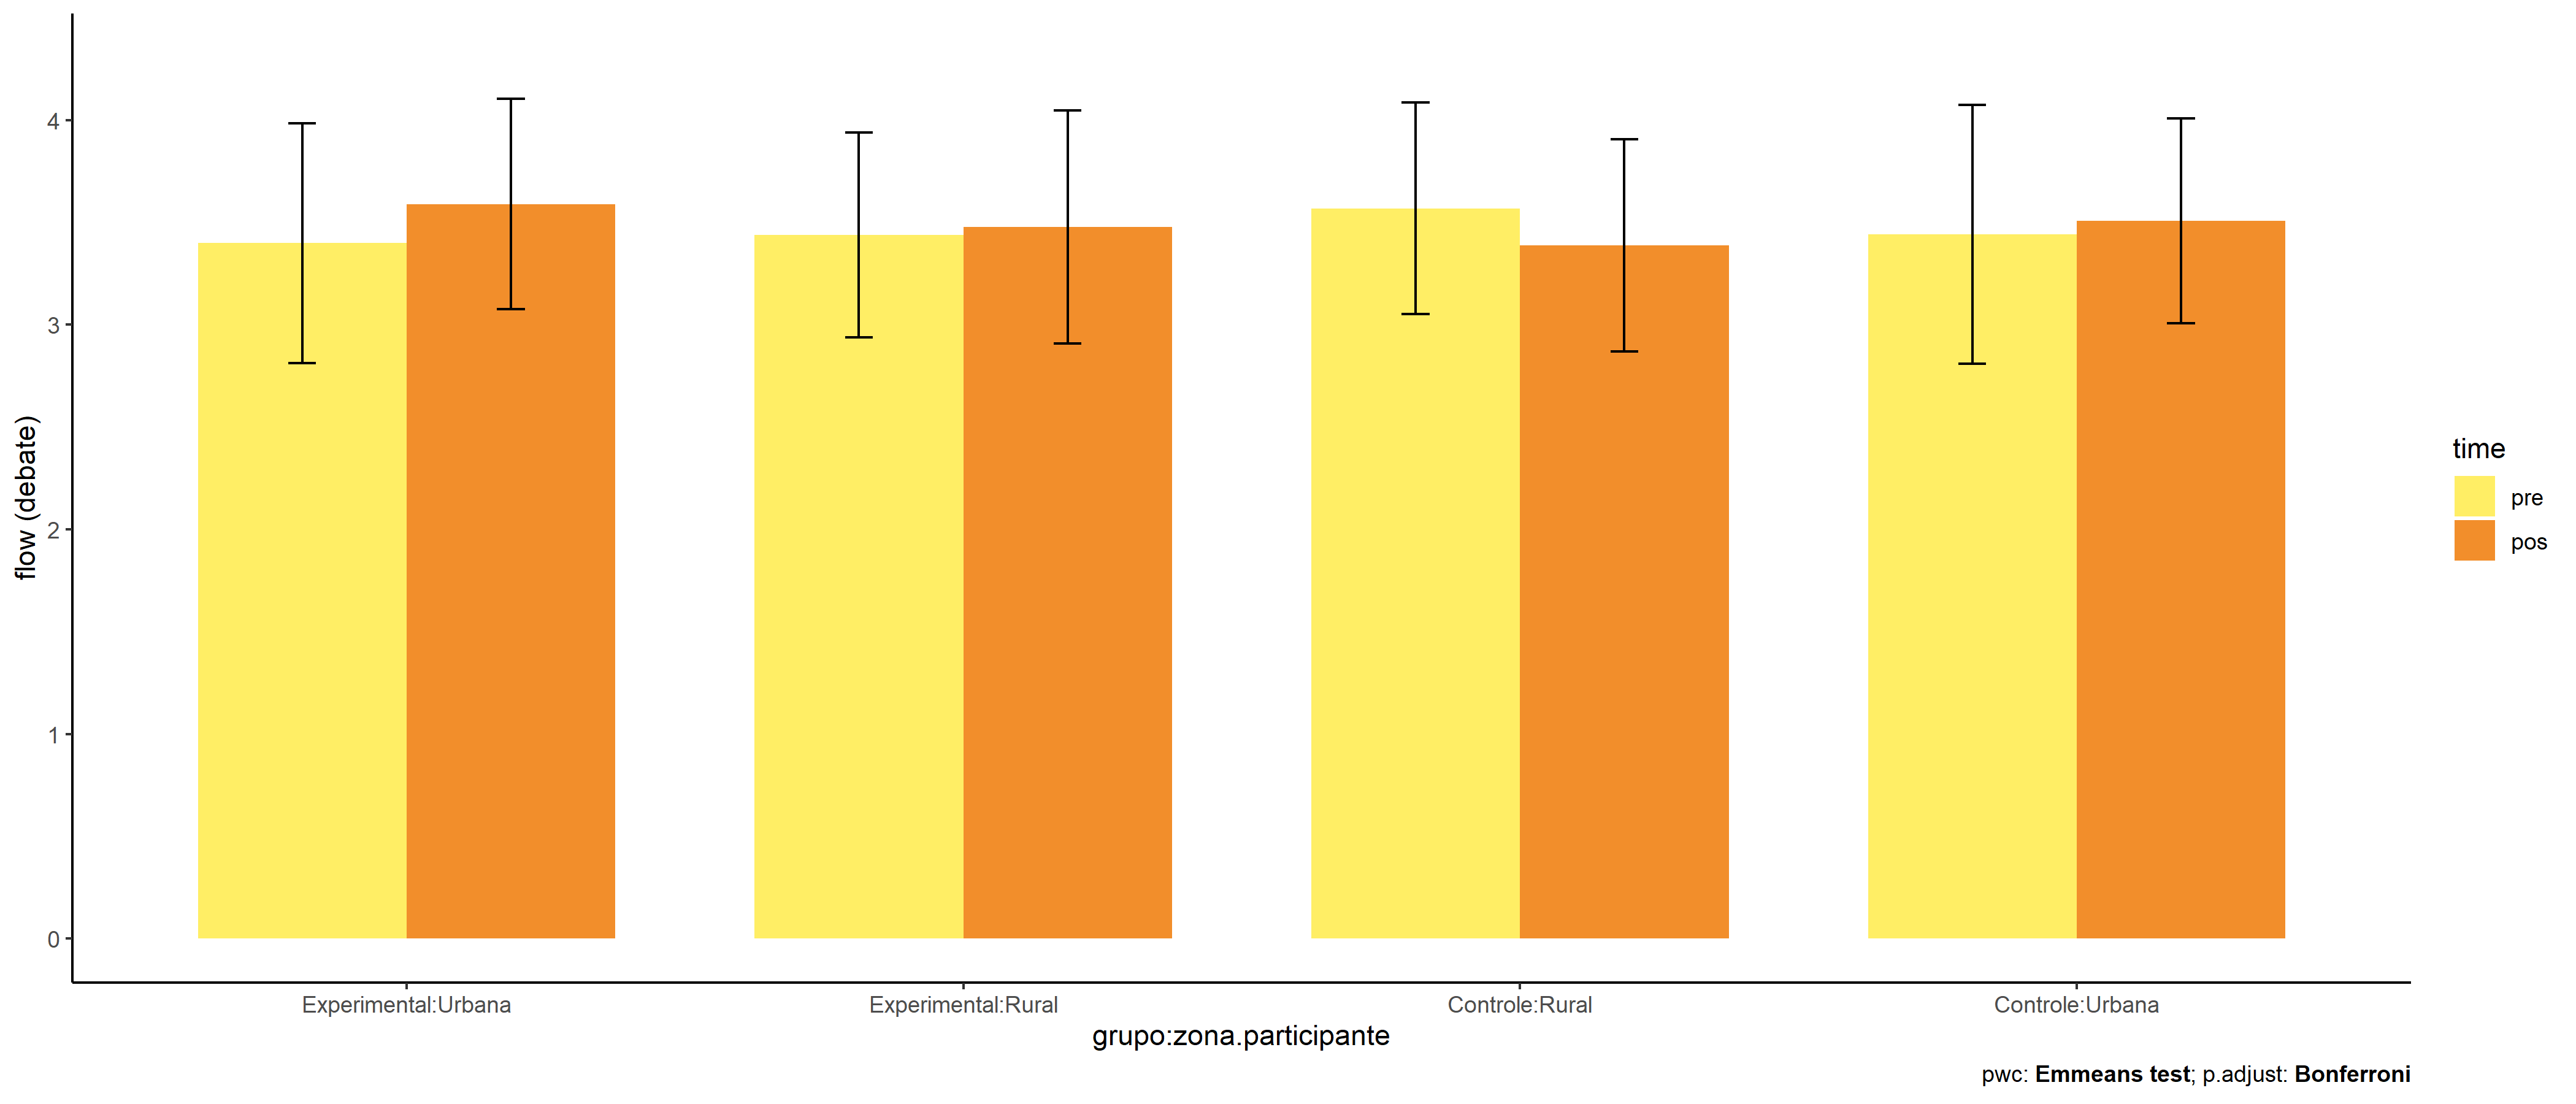 flow (debate)
4
3
2
1
0
Experimental:Urbana
Experimental:Rural
Controle:Rural
Controle:Urbana
grupo:zona.participante
time
pre
pos
pwc: Emmeans test; p.adjust: Bonferroni